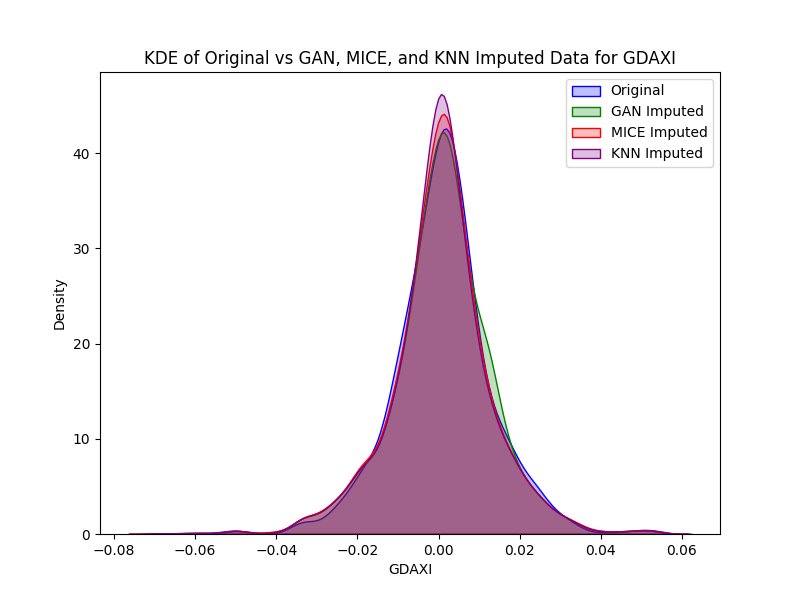 KDE of Original vs GAN, MICE, and KNN Imputed Data for GDAXI
Original
GAN Imputed
MICE Imputed
KNN Imputed
Density
40
30
20
10
0
−0.08 −0.06 −0.04 −0.02 0.00 0.02 0.04 0.06
GDAXI